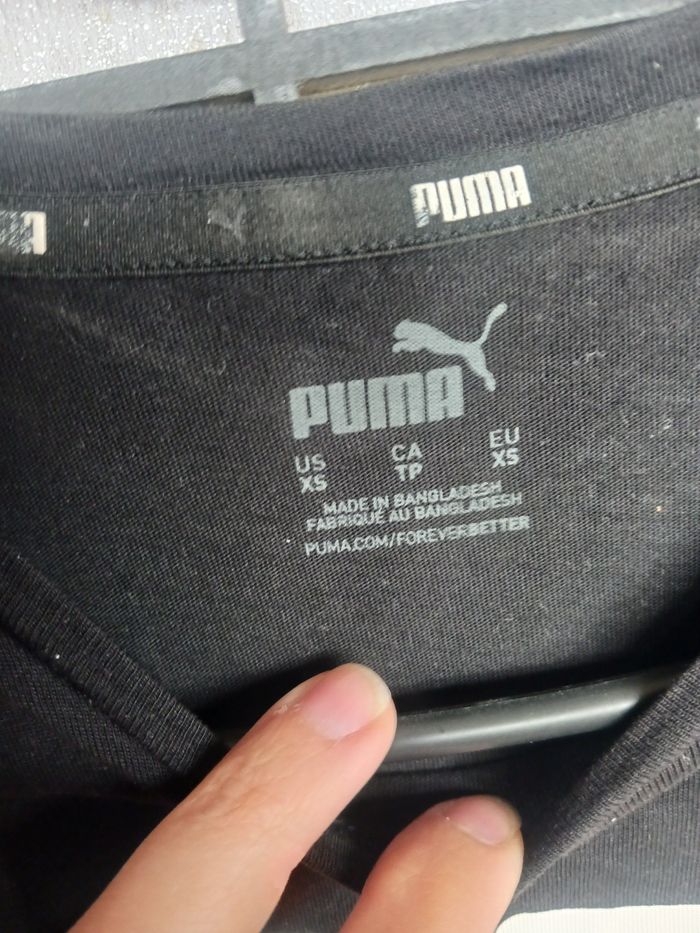 PUMA
PUMA
US CA EU
XS TP XS
MADE IN BANGLADESH
FABRIQUÉ AU BANGLADESH
PUMA.COM/FOREVERBETTER